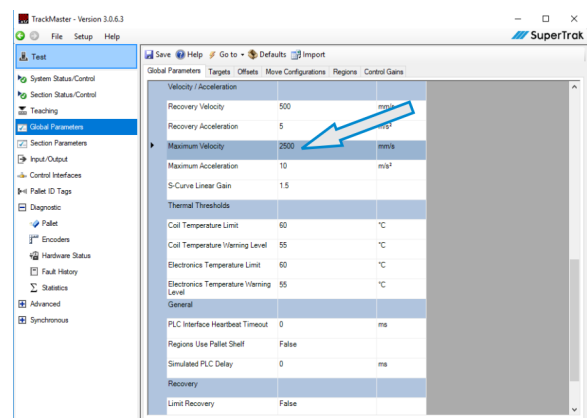 TrackMaster - Version 3.0.6.3
File Setup Help
SuperTrak
Test
Save Help Go to Defaults Import
Global Parameters Targets Offsets Move Configurations Regions Control Gains
System Status/Control
Section Status/Control
Teaching
Global Parameters
Section Parameters
Input/Output
Control Interfaces
Pallet ID Tags
Diagnostic
Pallet
Encoders
Hardware Status
Fault History
Statistics
Advanced
Synchronous
Velocity / Acceleration
Recovery Velocity 500 mm/s
Recovery Acceleration 5 m/s²
Maximum Velocity 2500 mm/s
Maximum Acceleration 10 m/s²
S-Curve Linear Gain 1.5
Thermal Thresholds
Coil Temperature Limit 60 °C
Coil Temperature Warning Level 55 °C
Electronics Temperature Limit 60 °C
Electronics Temperature Warning 55 °C
Level
General
PLC Interface Heartbeat Timeout 0 ms
Regions Use Pallet Shelf False
Simulated PLC Delay 0 ms
Recovery
Limit Recovery False